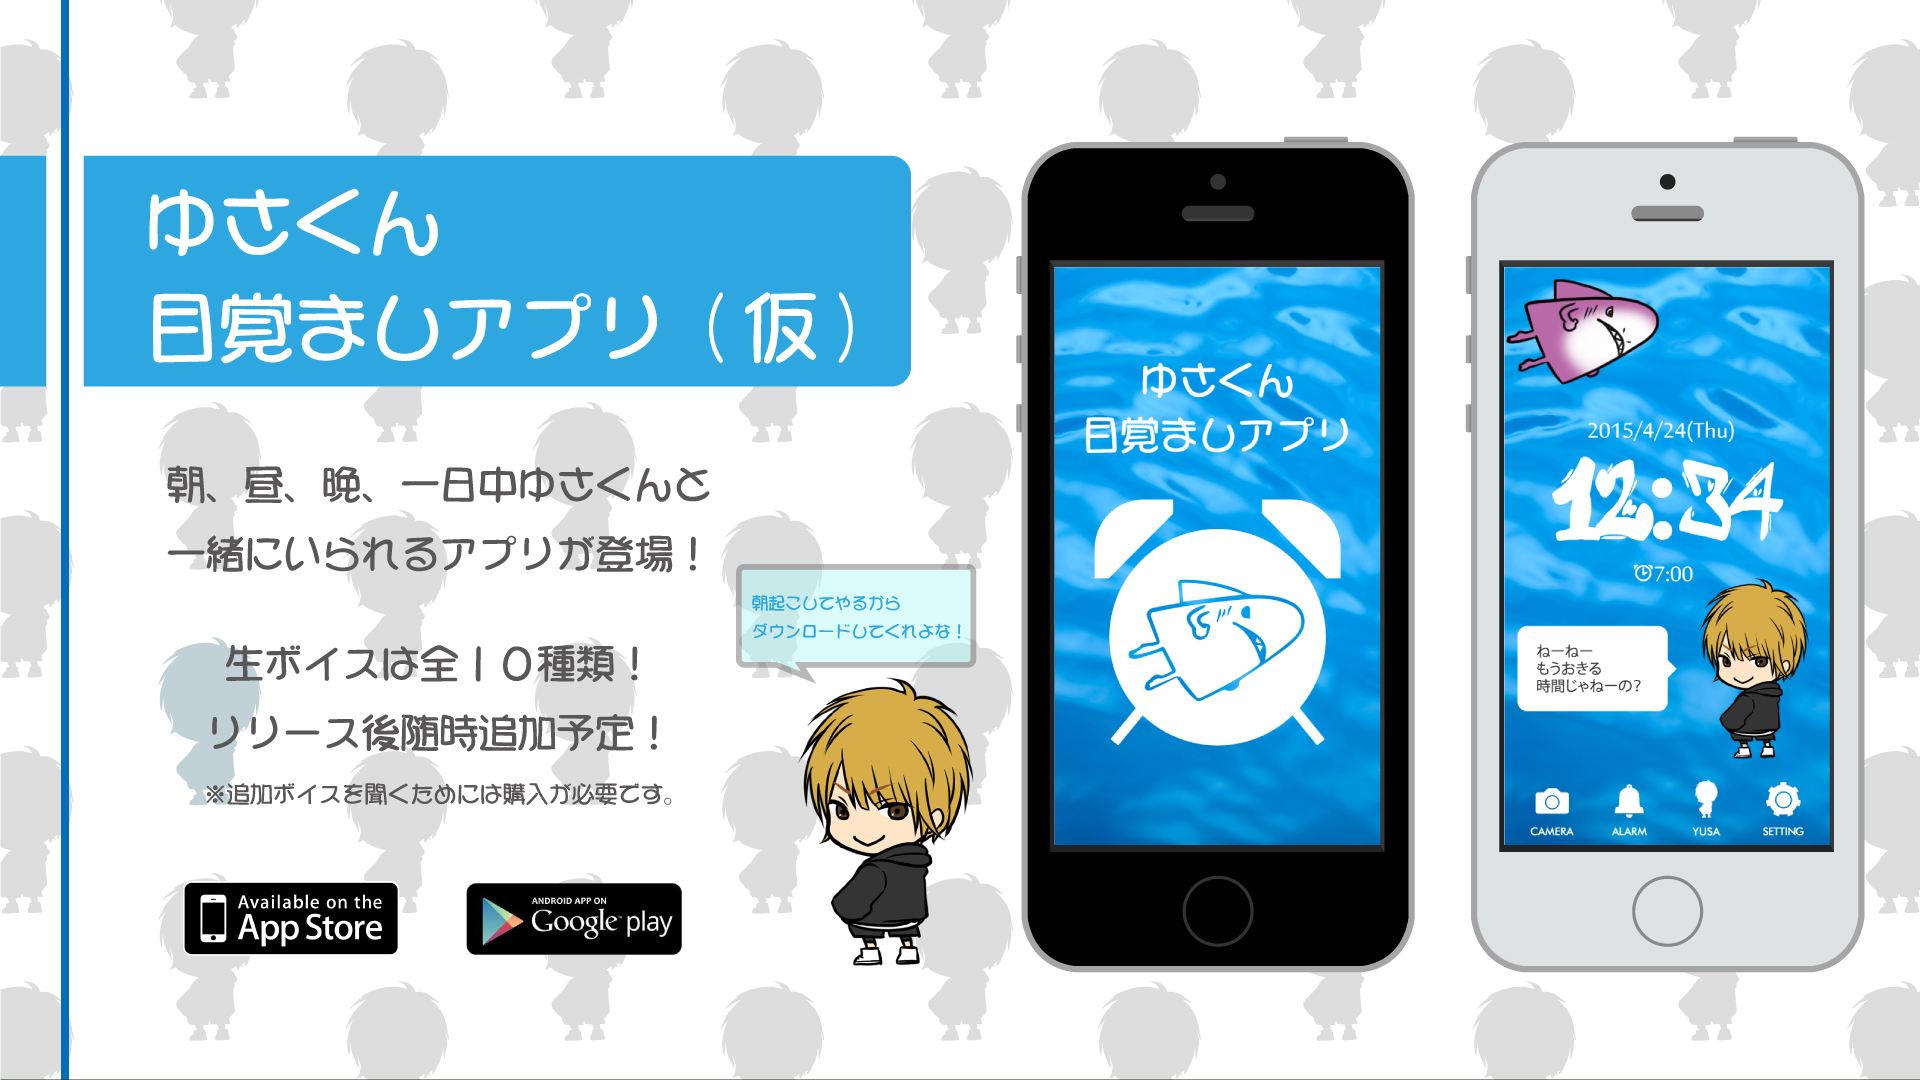 ゆさくん
目覚ましアプリ（仮）
朝、昼、晩、一日中ゆさくんと
一緒にいられるアプリが登場！
生ボイスは全１０種類！
リリース後随時追加予定！
※追加ボイスを聞くためには購入が必要です。
Available on the
App Store
ANDROID APP ON
Google play
朝起こしてやるから
ダウンロードしてくれよな！
ゆさくん
目覚ましアプリ
2015/4/24(Thu)
12:34
7:00
ねーねー
もうおきる
時間じゃねーの？
CAMERA
ALARM
YUSA
SETTING